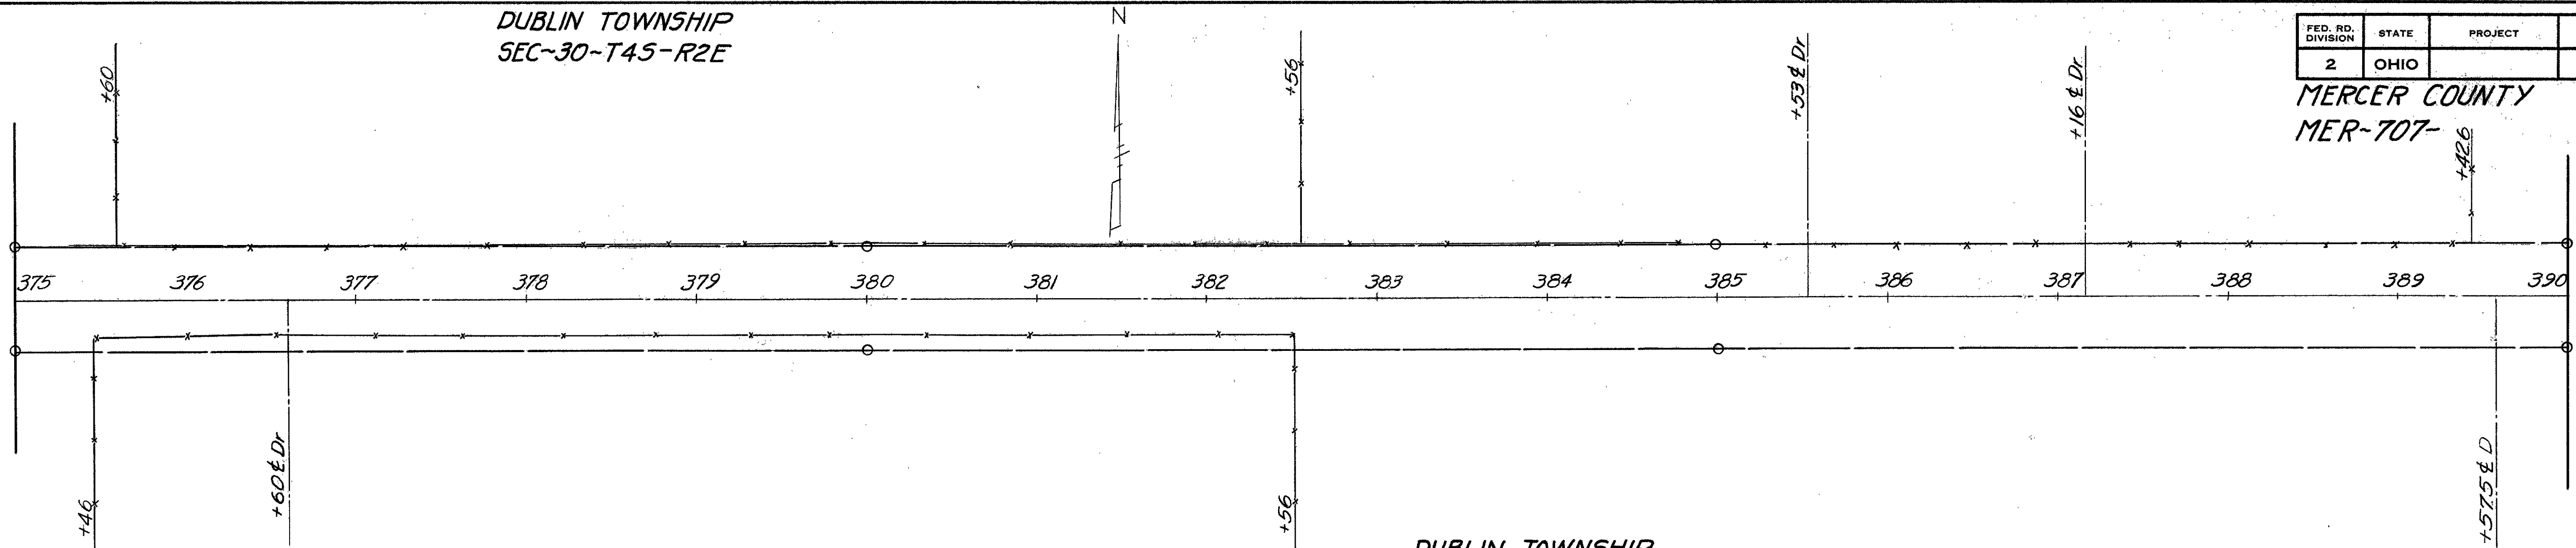 DUBLIN TOWNSHIP
SEC~30~T4S-R2E
N
FED. RD. DIVISION STATE PROJECT
2 OHIO
MERCER COUNTY
MER~707-
+60
+56
+53 ℄ Dr
+16 ℄ Dr.
+42.6
375 376 377 378 379 380 381 382 383 384 385 386 387 388 389 390
+46
+60 ℄ Dr
+56
+57.5 ℄ D
DUBLIN TOWNSHIP